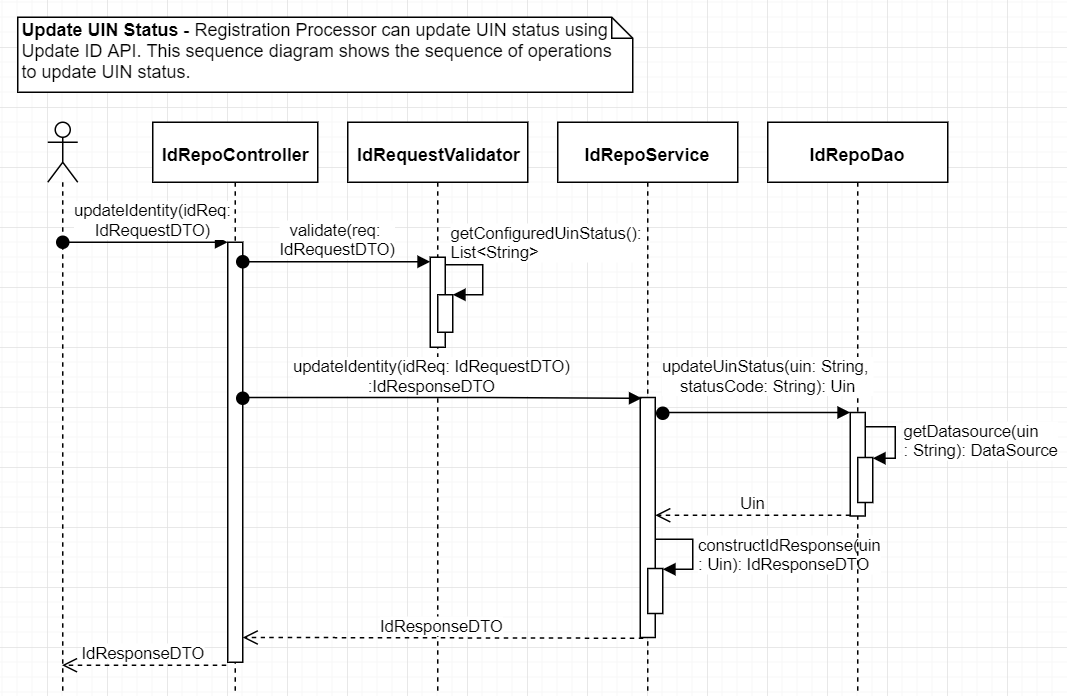 Update UIN Status - Registration Processor can update UIN status using
Update ID API. This sequence diagram shows the sequence of operations
to update UIN status.
IdRepoController
IdRequestValidator
IdRepoService
IdRepoDao
updateIdentity(idReq:
IdRequestDTO)
validate(req:
IdRequestDTO)
getConfiguredUinStatus():
List<String>
updateIdentity(idReq: IdRequestDTO)
:IdResponseDTO
updateUinStatus(uin: String,
statusCode: String): Uin
getDatasource(uin
: String): DataSource
Uin
constructIdResponse(uin
: Uin): IdResponseDTO
IdResponseDTO
IdResponseDTO